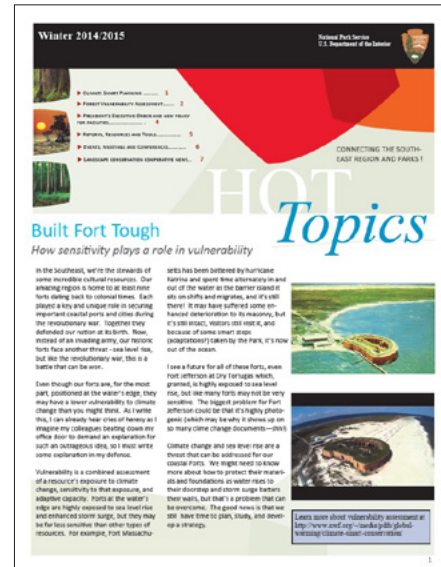 Winter 2014/2015
National Park Service
U.S. Department of the Interior
▶ CLIMATE SMART PLANNING .......... 1
▶ FOREST VULNERABILITY ASSESSMENT...... 2
▶ PRESIDENT'S EXECUTIVE ORDER AND NEW POLICY
FOR FACILITIES...................... 4
▶ REPORTS, RESOURCES AND TOOLS.............. 5
▶ EVENTS, MEETINGS AND CONFERENCES......... 6
▶ LANDSCAPE CONSERVATION COOPERATIVE NEWS... 7
CONNECTING THE SOUTH-
EAST REGION AND PARKS !
HOT
Topics
Built Fort Tough
How sensitivity plays a role in vulnerability
In the Southeast, we're the stewards of
some incredible cultural resources. Our
amazing region is home to at least nine
forts dating back to colonial times. Each
played a key and unique role in securing
important coastal ports and cities during
the revolutionary war. Together they
defended our nation at its birth. Now,
instead of an invading army, our historic
forts face another threat - sea level rise,
but like the revolutionary war, this is a
battle that can be won.
Even though our forts are, for the most
part, positioned at the water's edge, they
may have a lower vulnerability to climate
change than you might think. As I write
this, I can already hear cries of heresy as I
imagine my colleagues beating down my
office door to demand an explanation for
such an outrageous idea, so I must write
some explanation in my defense.
Vulnerability is a combined assessment
of a resource's exposure to climate
change, sensitivity to that exposure, and
adaptive capacity. Forts at the water's
edge are highly exposed to sea level rise
and enhanced storm surge, but they may
be far less sensitive than other types of
resources. For example, Fort Massachu-
setts has been battered by hurricane
Katrina and spent time alternately in and
out of the water as the barrier island it
sits on shifts and migrates, and it's still
there! It may have suffered some en-
hanced deterioration to its masonry, but
it's still intact, visitors still visit it, and
because of some smart steps
(adaptations?) taken by the Park, it's now
out of the ocean.
I see a future for all of these forts, even
Fort Jefferson at Dry Tortugas which,
granted, is highly exposed to sea level
rise, but like many forts may not be very
sensitive. The biggest problem for Fort
Jefferson could be that it's highly photo-
genic (which may be why it shows up on
so many clime change documents—shh!)
Climate change and sea level rise are a
threat that can be addressed for our
coastal Forts. We might need to know
more about how to protect their materi-
als and foundations as water rises to
their doorstep and storm surge batters
their walls, but that's a problem that can
be overcome. The good news is that we
still have time to plan, study, and devel-
op a strategy.
Learn more about vulnerability assessment at
http://www.nwf.org/~/media/pdfs/global-
warming/climate-smart-conservation/
1